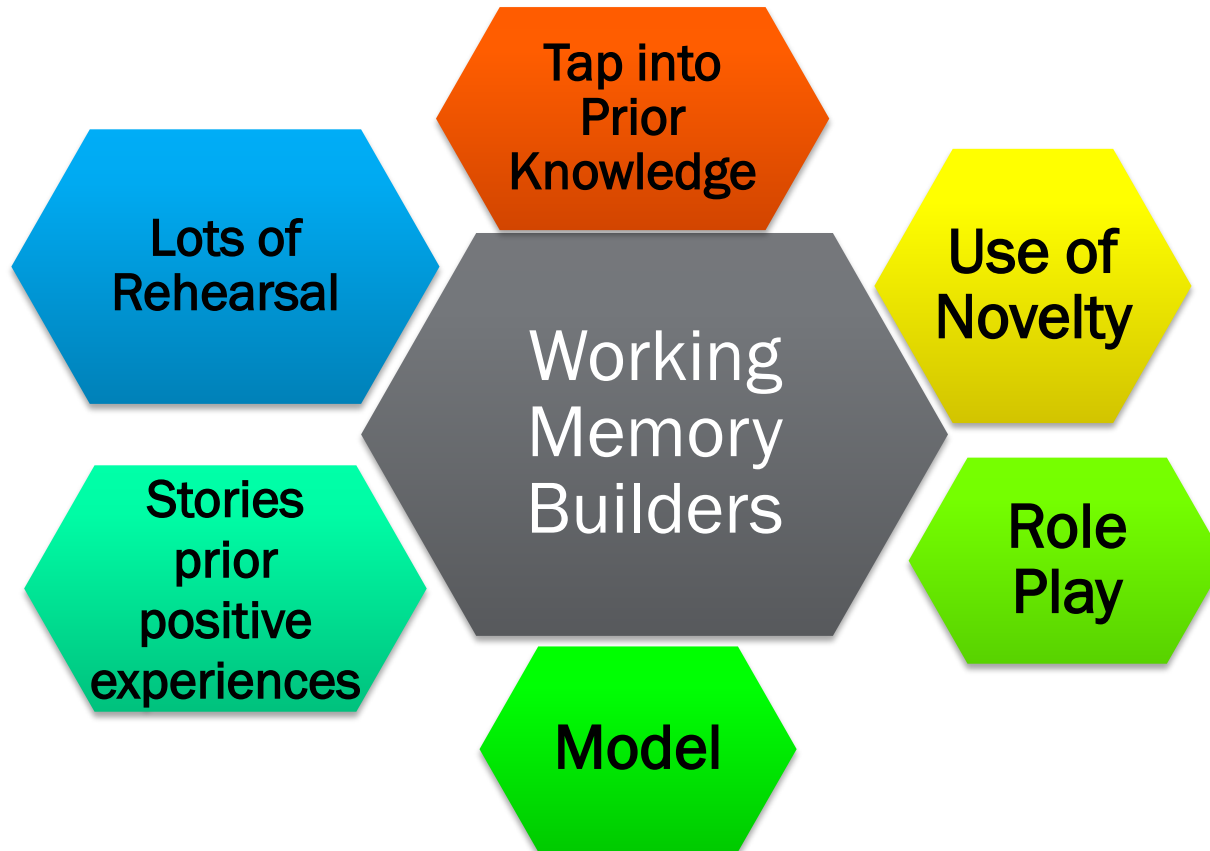 Tap into
Prior
Knowledge
Lots of
Rehearsal
Use of
Novelty
Working
Memory
Builders
Stories
prior
positive
experiences
Role
Play
Model